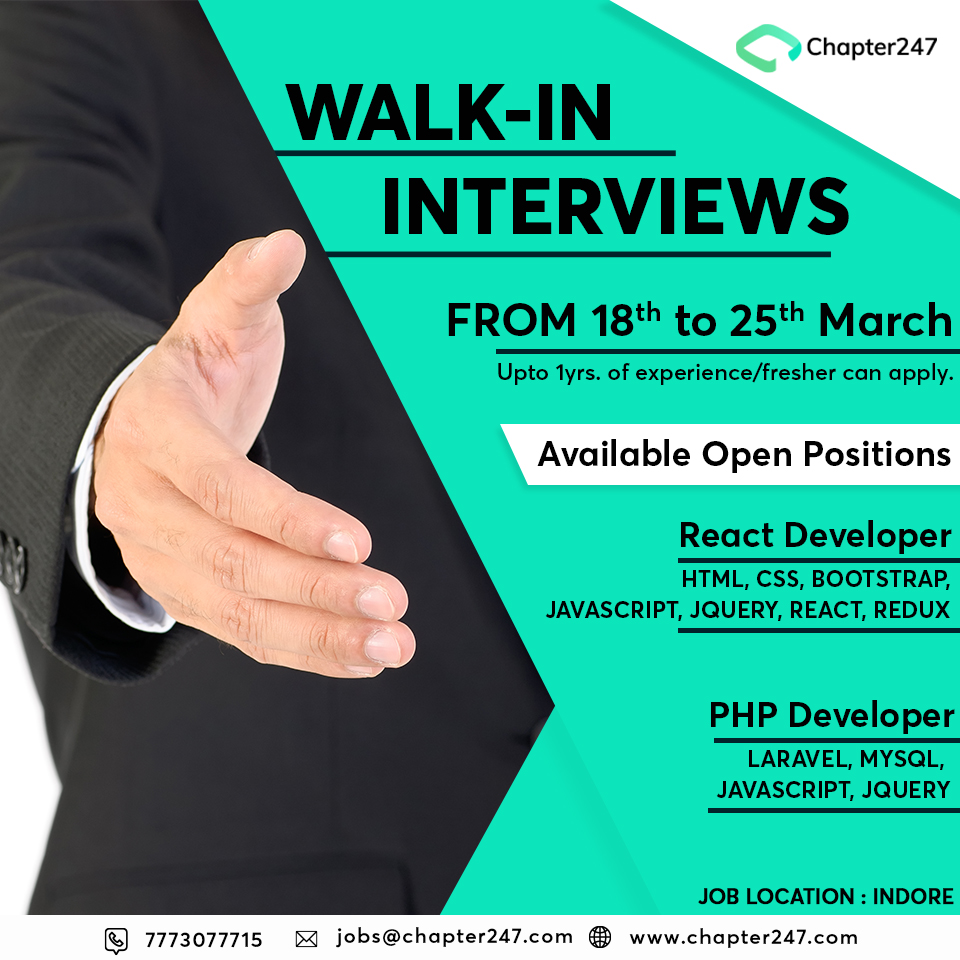 Chapter247
WALK-IN
INTERVIEWS
FROM 18th to 25th March
Upto 1yrs. of experience/fresher can apply.
Available Open Positions
React Developer
HTML, CSS, BOOTSTRAP,
JAVASCRIPT, JQUERY, REACT, REDUX
PHP Developer
LARAVEL, MYSQL,
JAVASCRIPT, JQUERY
JOB LOCATION : INDORE
7773077715 jobs@chapter247.com www.chapter247.com